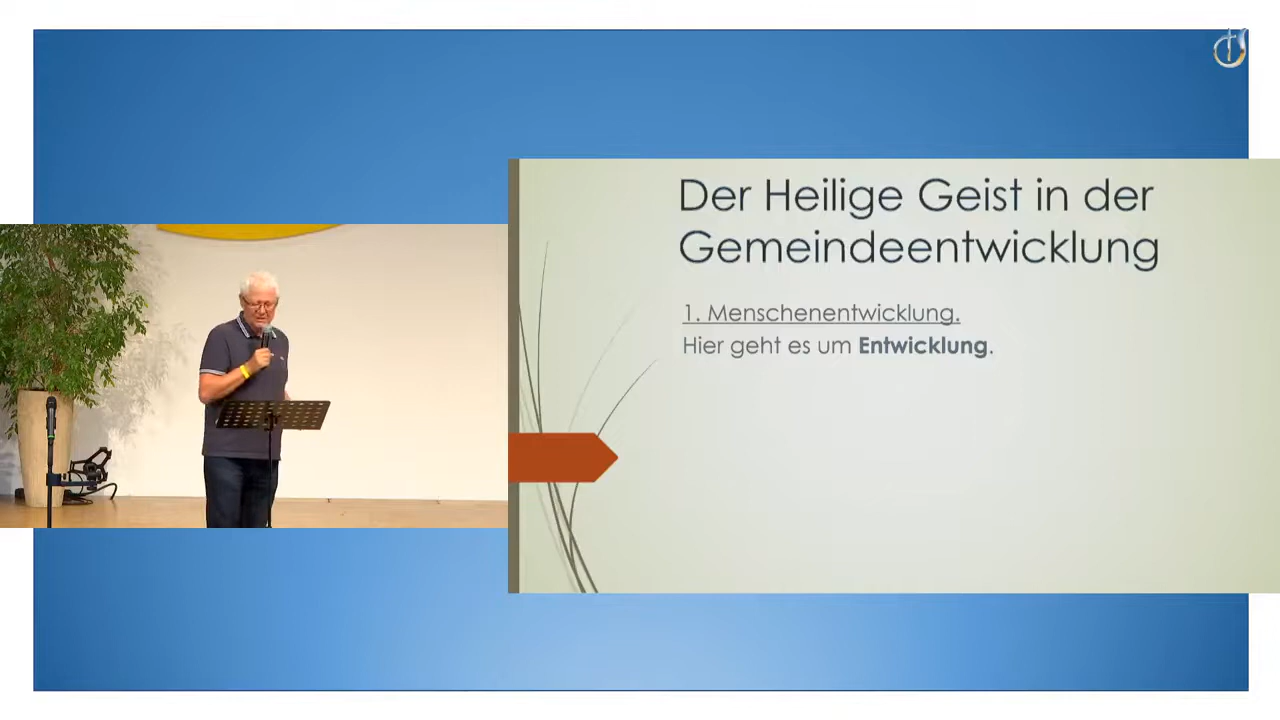 Der Heilige Geist in der
Gemeindeentwicklung
1. Menschenentwicklung.
Hier geht es um Entwicklung.